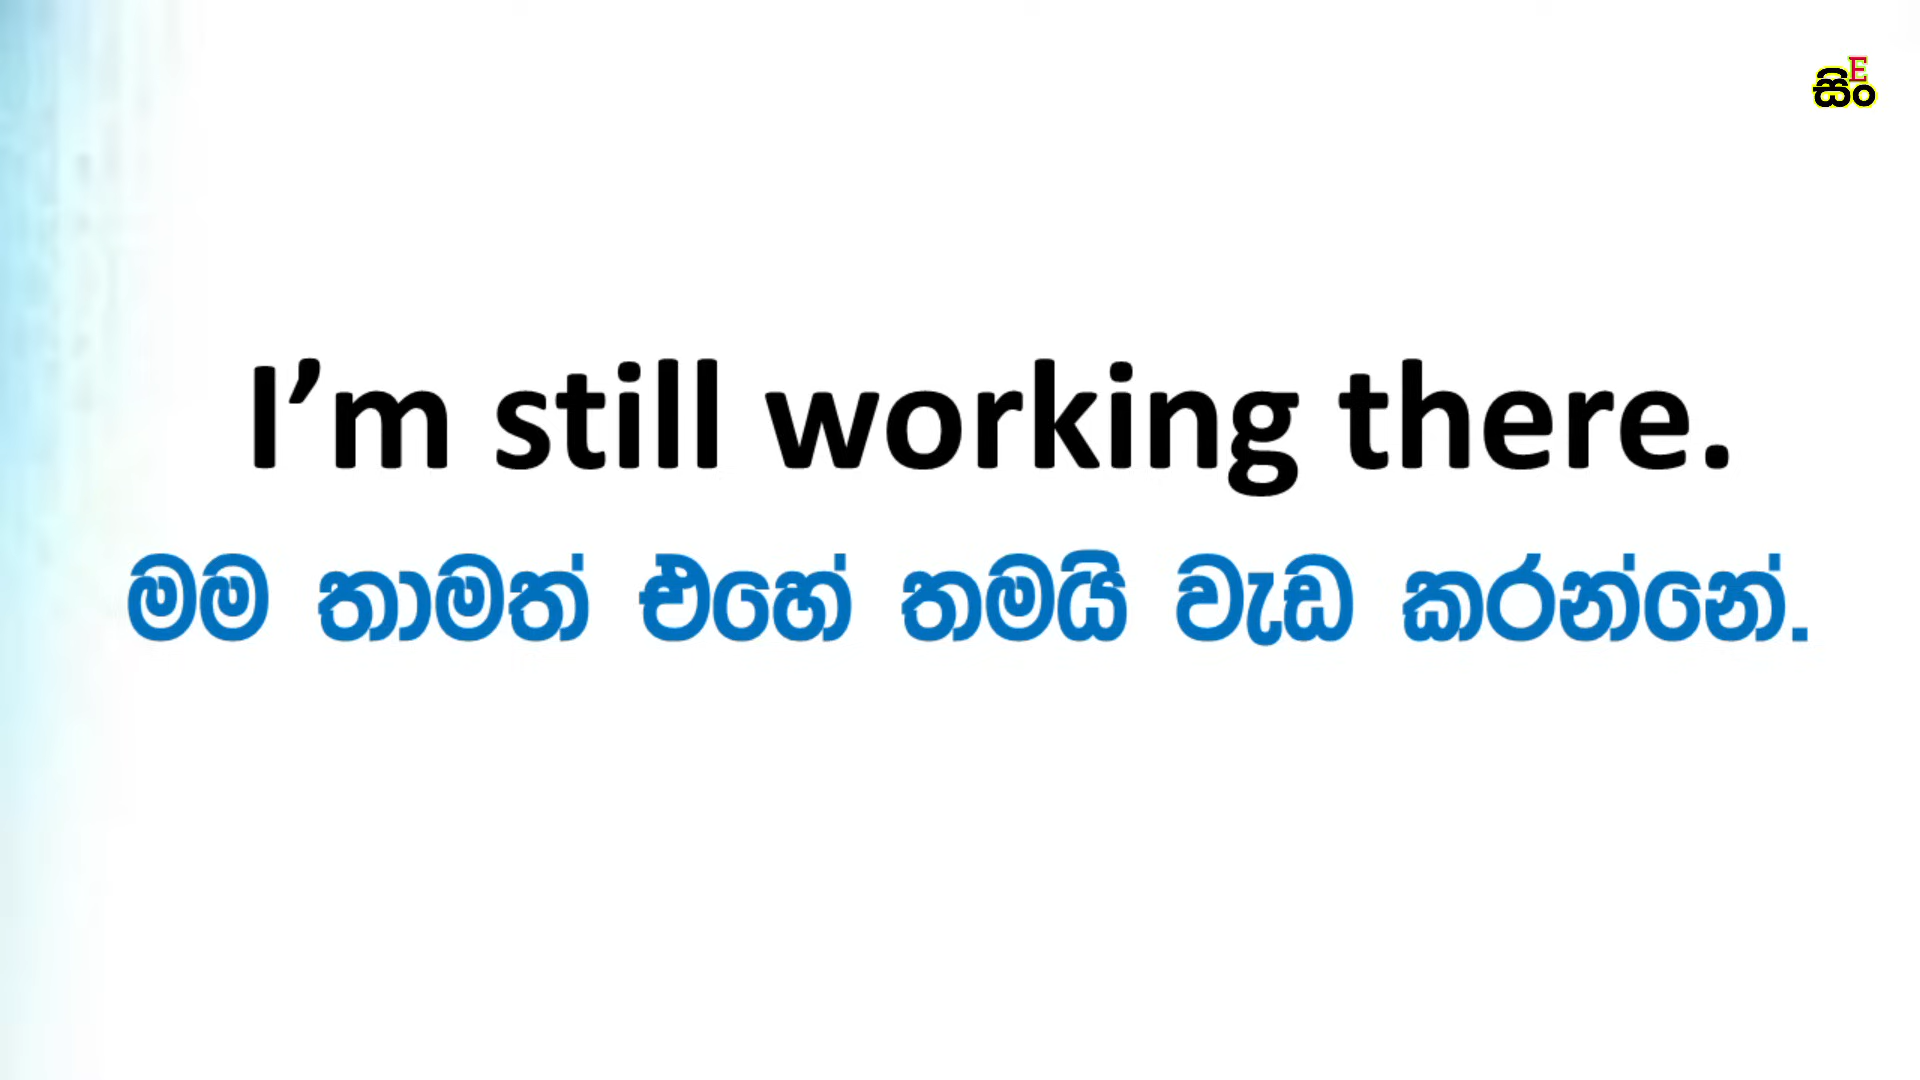 E
සිං
I’m still working there.
මම තාමත් එහේ තමයි වැඩ කරන්නේ.